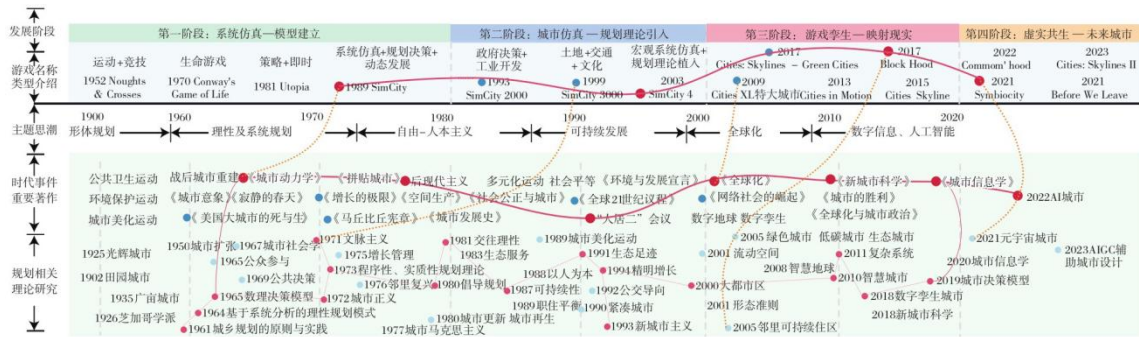 发展阶段
第一阶段：系统仿真—模型建立
第二阶段：城市仿真—规划理论引入
第三阶段：游戏孪生—映射现实
第四阶段：虚实共生—未来城市
游戏名称
类型介绍
运动+竞技
1952 Noughts
& Crosses
生命游戏
1970 Conway's
Game of Life
策略+即时
1981 Utopia
系统仿真+规划决策+
动态发展
1989 SimCity
政府决策+
工业开发
1993
SimCity 2000
土地+交通
+文化
1999
SimCity 3000
宏观系统仿真+
规划理论植入
2003
SimCity 4
2017
Cities: Skylines – Green Cities
2009
Cities XL特大城市
2013
Cities in Motion
2017
Block Hood
2015
Cities Skyline
2022
Common' hood
2021
Symbiocity
2023
Cities: Skylines II
2021
Before We Leave
主题思潮
1900
1960
1970
1980
1990
2000
2010
2020
形体规划
理性及系统规划
自由–人本主义
可持续发展
全球化
数字信息、人工智能
时代事件
重要著作
公共卫生运动
战后城市重建
《城市动力学》
《拼贴城市》
后现代主义
多元化运动
社会平等
《环境与发展宣言》
《全球化》
《新城市科学》
《城市信息学》
环境保护运动
《城市意象》
《寂静的春天》
《增长的极限》
《空间生产》
《社会公正与城市》
《全球21世纪议程》
《网络社会的崛起》
《城市的胜利》
2022AI城市
城市美化运动
《美国大城市的死与生》
《马丘比丘宪章》
《城市发展史》
“人居二”会议
数字地球
数字孪生
《全球化与城市政治》
规划相关
理论研究
1925光辉城市
1902田园城市
1935广亩城市
1926芝加哥学派
1950城市扩张
1967城市社会学
1965公众参与
1969公共决策
1965数理决策模型
1964基于系统分析的理性规划模式
1961城乡规划的原则与实践
1971文脉主义
1975增长管理
1973程序性、实质性规划理论
1976邻里复兴
1972城市正义
1977城市马克思主义
1981交往理性
1983生态服务
1980倡导规划
1980城市更新
城市再生
1989城市美化运动
1991生态足迹
1988以人为本
1994精明增长
1987可持续性
1992公交导向
1989职住平衡
1990紧凑城市
1993新城市主义
2005绿色城市
低碳城市
生态城市
2001流动空间
2011复杂系统
2008智慧地球
2000大都市区
2010智慧城市
2001形态准则
2018数字孪生城市
2018新城市科学
2005邻里可持续住区
2019城市决策模型
2021元宇宙城市
2020城市信息学
2023AIGC辅
助城市设计